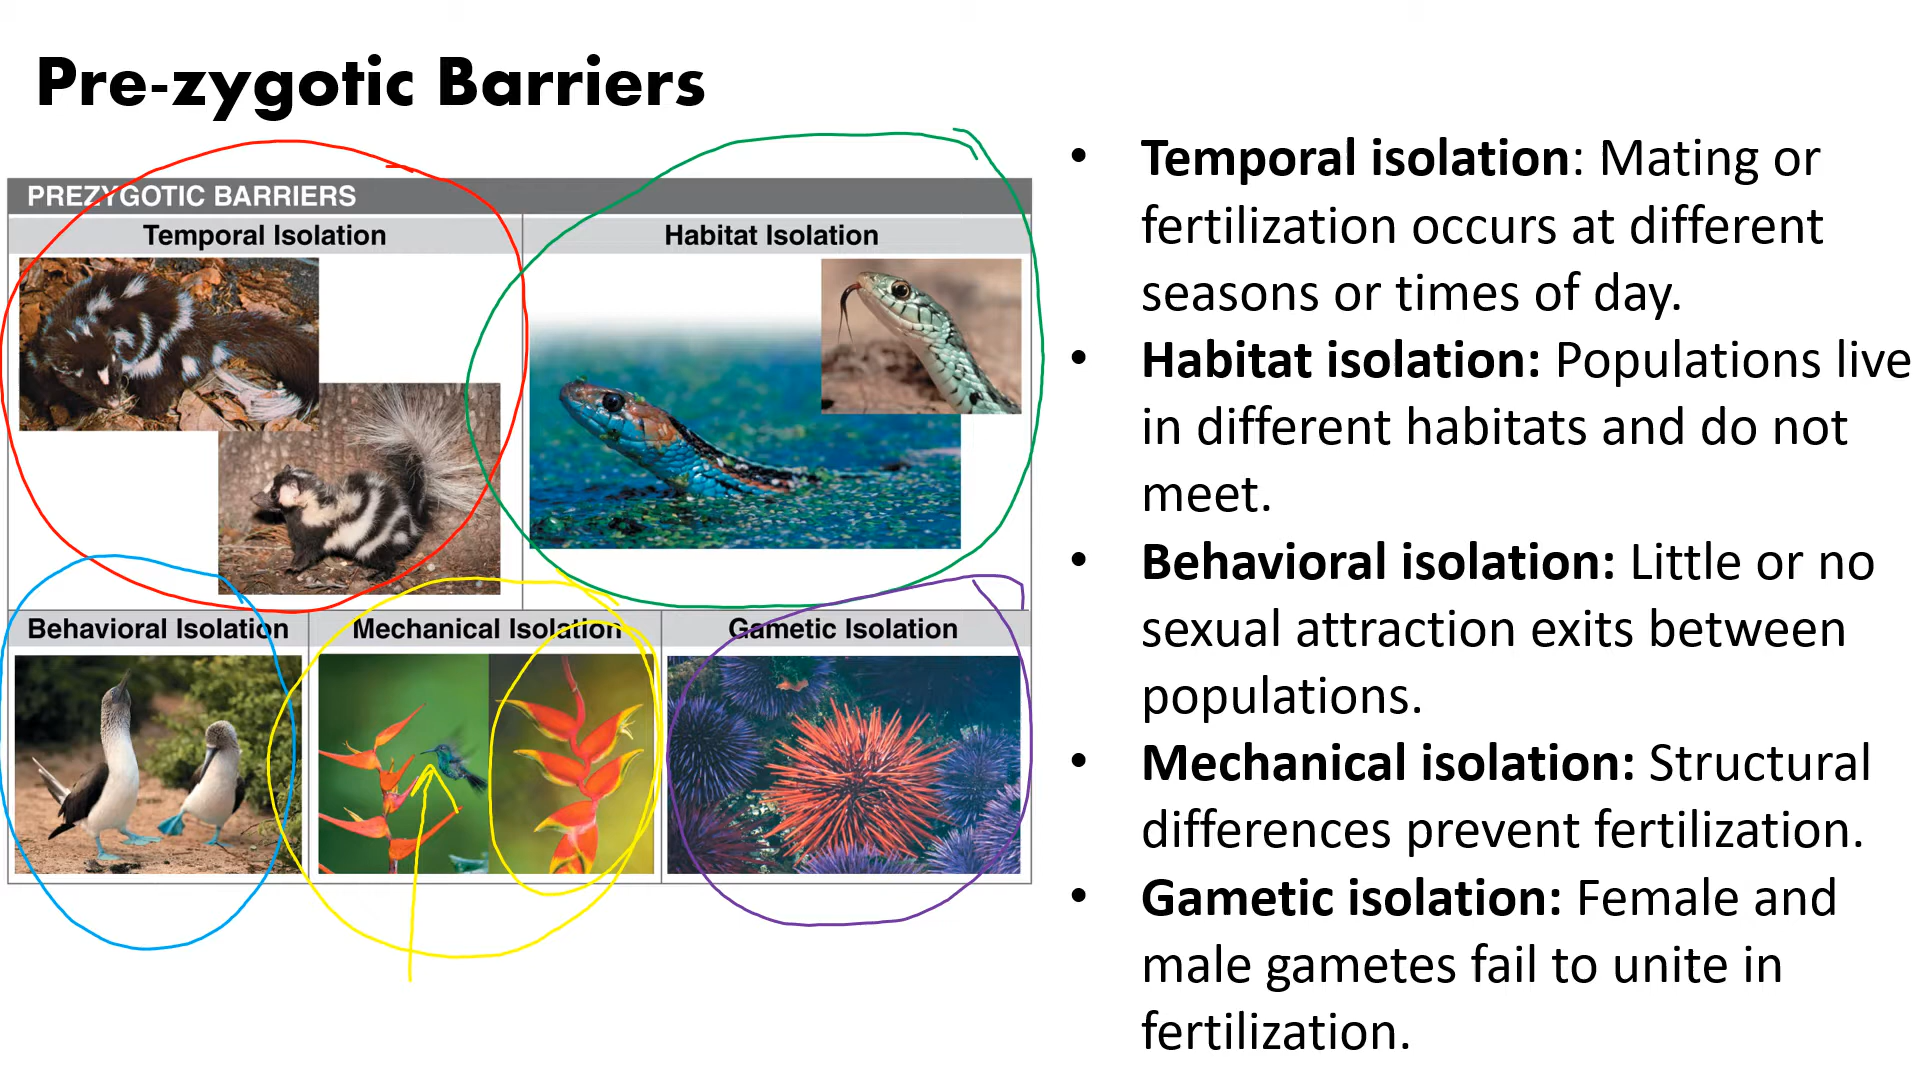 Pre-zygotic Barriers
PREZYGOTIC BARRIERS
Temporal Isolation
Habitat Isolation
Behavioral Isolation
Mechanical Isolation
Gametic Isolation
• Temporal isolation: Mating or
fertilization occurs at different
seasons or times of day.
• Habitat isolation: Populations live
in different habitats and do not
meet.
• Behavioral isolation: Little or no
sexual attraction exits between
populations.
• Mechanical isolation: Structural
differences prevent fertilization.
• Gametic isolation: Female and
male gametes fail to unite in
fertilization.